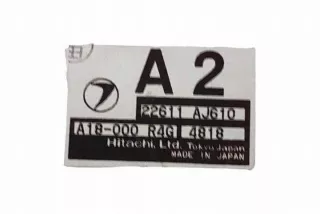 A 2
22611 AJ610
A18-000 R4G 4818
Hitachi, Ltd. Tokyo Japan
MADE IN JAPAN